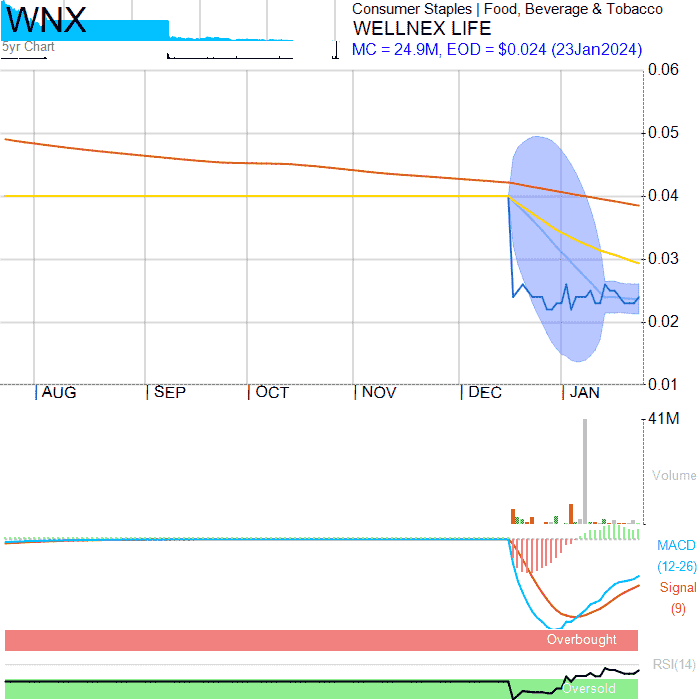 WNX
5yr Chart
Consumer Staples | Food, Beverage & Tobacco
WELLNEX LIFE
MC = 24.9M, EOD = $0.024 (23Jan2024)
0.06
0.05
0.04
0.03
0.02
0.01
AUG SEP OCT NOV DEC JAN
41M
Volume
MACD
(12-26)
Signal
(9)
Overbought
RSI(14)
Oversold